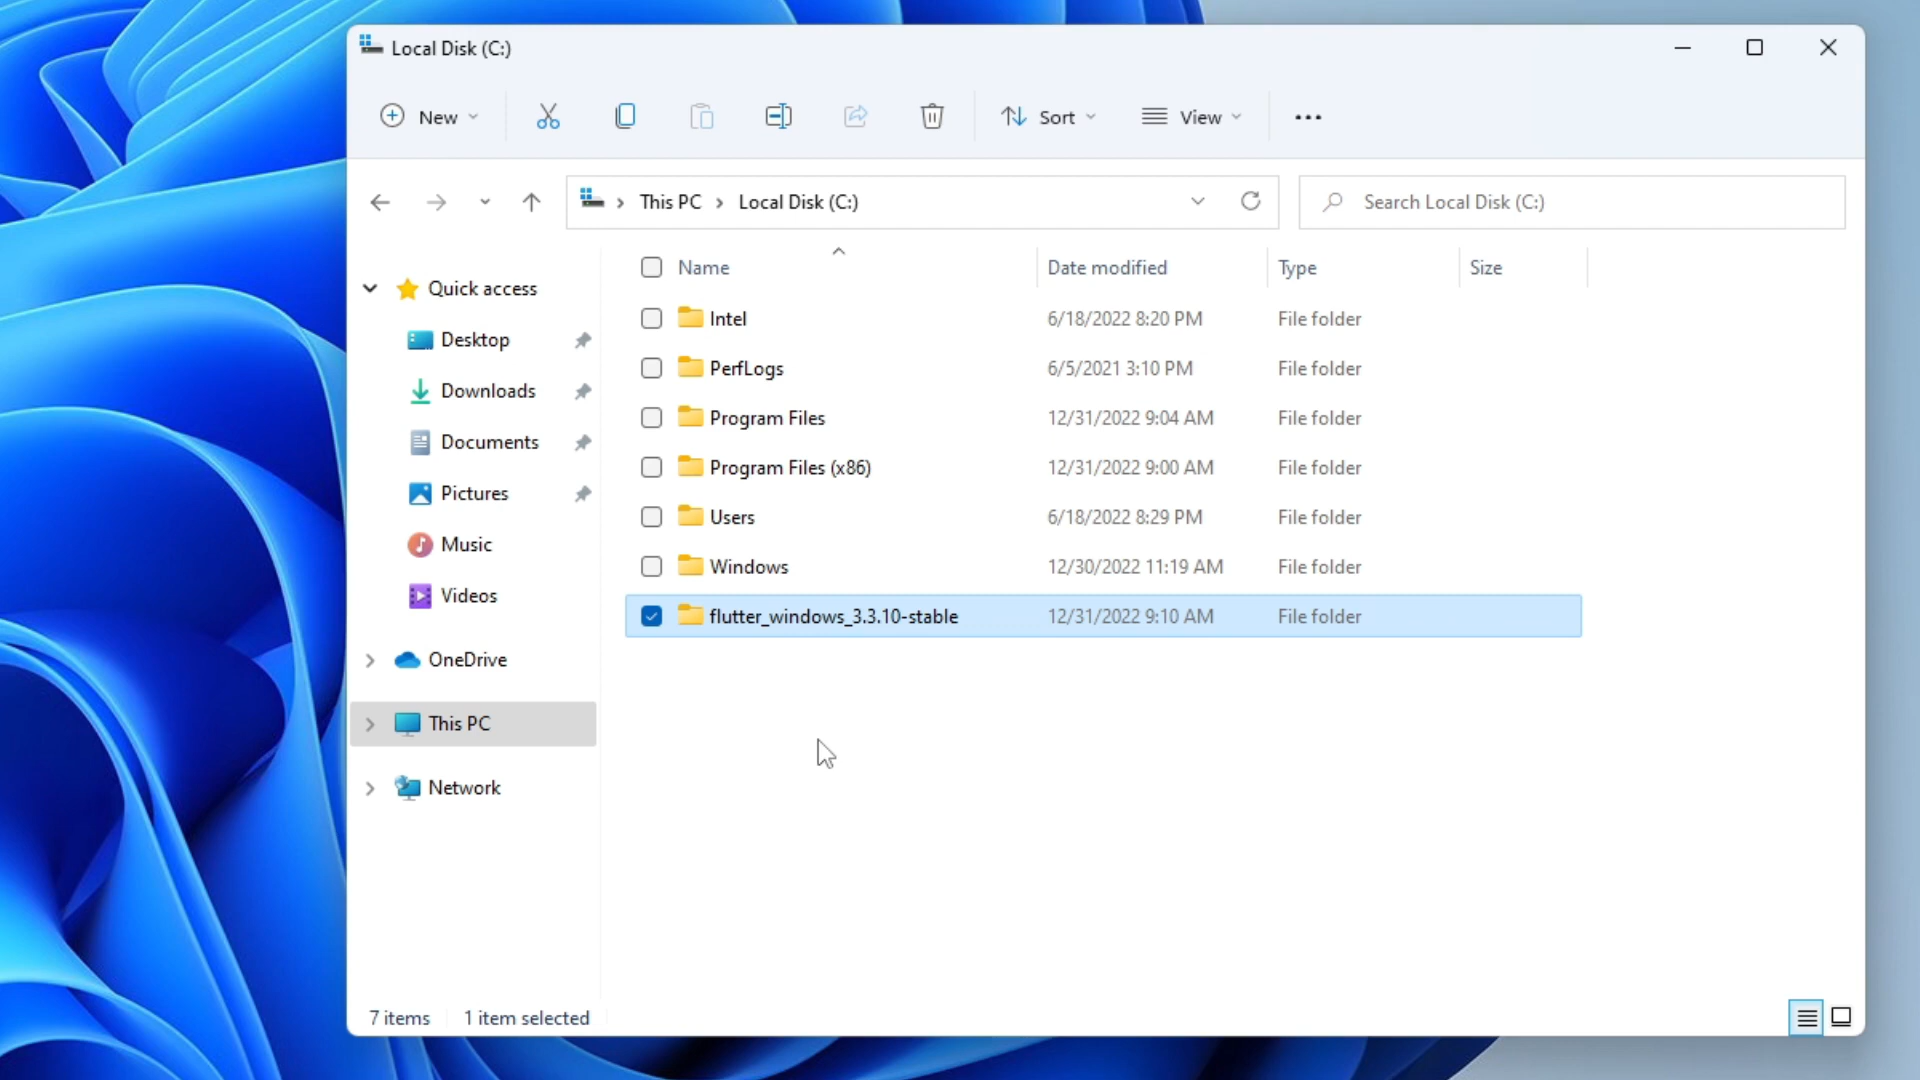 Local Disk (C:)
New
Sort
View
This PC
Local Disk (C:)
Search Local Disk (C:)
Quick access
Desktop
Downloads
Documents
Pictures
Music
Videos
OneDrive
This PC
Network
Name Date modified Type Size
Intel 6/18/2022 8:20 PM File folder
PerfLogs 6/5/2021 3:10 PM File folder
Program Files 12/31/2022 9:04 AM File folder
Program Files (x86) 12/31/2022 9:00 AM File folder
Users 6/18/2022 8:29 PM File folder
Windows 12/30/2022 11:19 AM File folder
flutter_windows_3.3.10-stable 12/31/2022 9:10 AM File folder
7 items 1 item selected